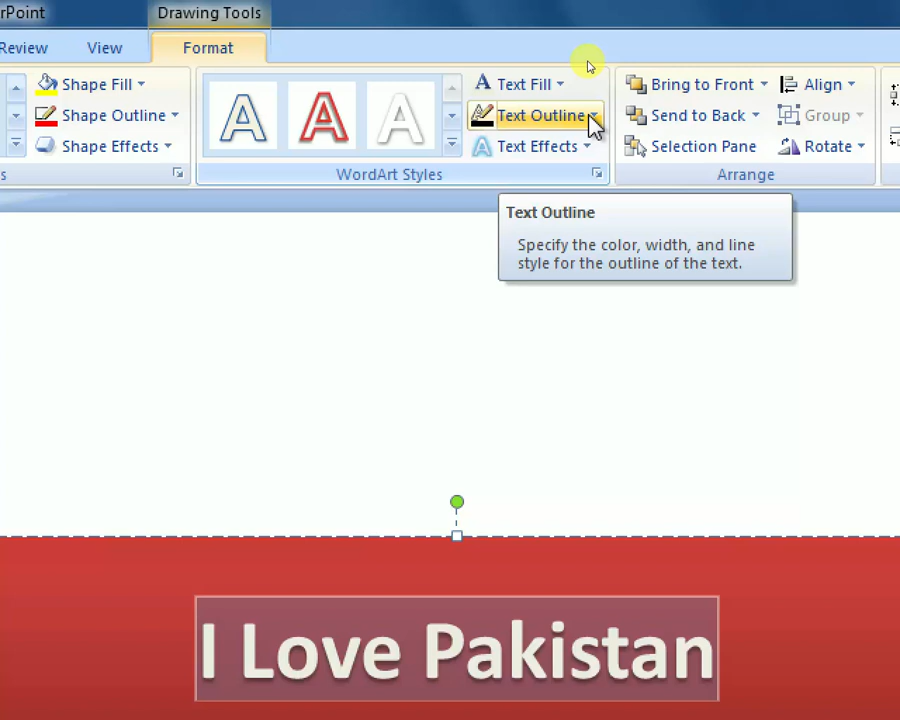 rPoint
Drawing Tools
Review
View
Format
Shape Fill
Shape Outline
Shape Effects
s
Text Fill
Text Outline
Text Effects
WordArt Styles
Bring to Front
Send to Back
Selection Pane
Align
Group
Rotate
Arrange
Text Outline
Specify the color, width, and line
style for the outline of the text.
I Love Pakistan